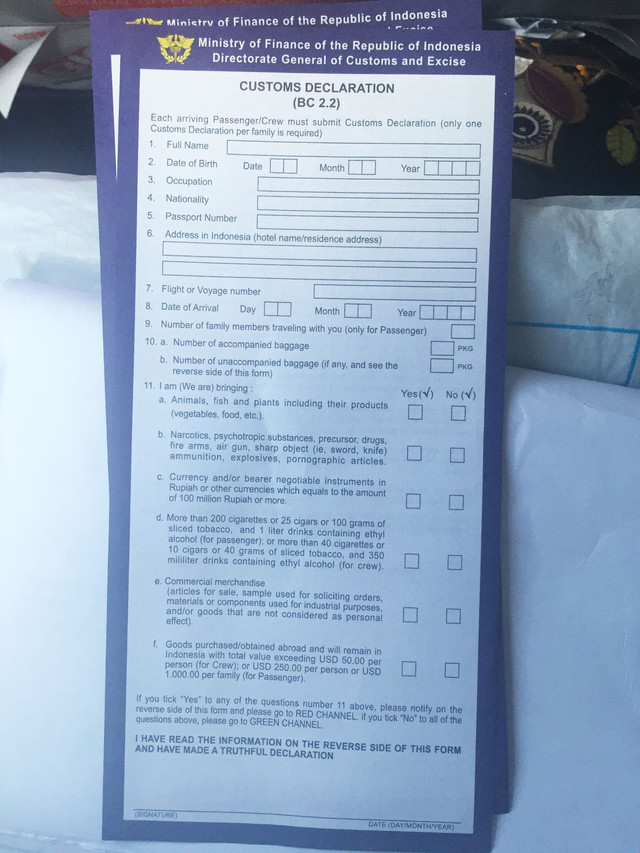 Ministry of Finance of the Republic of Indonesia
Ministry of Finance of the Republic of Indonesia
Directorate General of Customs and Excise
CUSTOMS DECLARATION
(BC 2.2)
Each arriving Passenger/Crew must submit Customs Declaration (only one
Customs Declaration per family is required)
1. Full Name
2. Date of Birth Date Month Year
3. Occupation
4. Nationality
5. Passport Number
6. Address in Indonesia (hotel name/residence address)
7. Flight or Voyage number
8. Date of Arrival Day Month Year
9. Number of family members traveling with you (only for Passenger)
10. a. Number of accompanied baggage PKG
b. Number of unaccompanied baggage (if any, and see the PKG
reverse side of this form)
11. I am (We are) bringing : Yes(√) No (√)
a. Animals, fish and plants including their products
(vegetables, food, etc.).
b. Narcotics, psychotropic substances, precursor, drugs,
fire arms, air gun, sharp object (ie, sword, knife)
ammunition, explosives, pornographic articles.
c. Currency and/or bearer negotiable instruments in
Rupiah or other currencies which equals to the amount
of 100 million Rupiah or more.
d. More than 200 cigarettes or 25 cigars or 100 grams of
sliced tobacco, and 1 liter drinks containing ethyl
alcohol (for passenger); or more than 40 cigarettes or
10 cigars or 40 grams of sliced tobacco, and 350
mililiter drinks containing ethyl alcohol (for crew).
e. Commercial merchandise
(articles for sale, sample used for soliciting orders,
materials or components used for industrial purposes,
and/or goods that are not considered as personal
effect).
f. Goods purchased/obtained abroad and will remain in
Indonesia with total value exceeding USD 50.00 per
person (for Crew); or USD 250.00 per person or USD
1.000.00 per family (for Passenger).
If you tick "Yes" to any of the questions number 11 above, please notify on the
reverse side of this form and please go to RED CHANNEL. if you tick "No" to all of the
questions above, please go to GREEN CHANNEL.
I HAVE READ THE INFORMATION ON THE REVERSE SIDE OF THIS FORM
AND HAVE MADE A TRUTHFUL DECLARATION
(SIGNATURE) DATE (DAY/MONTH/YEAR)